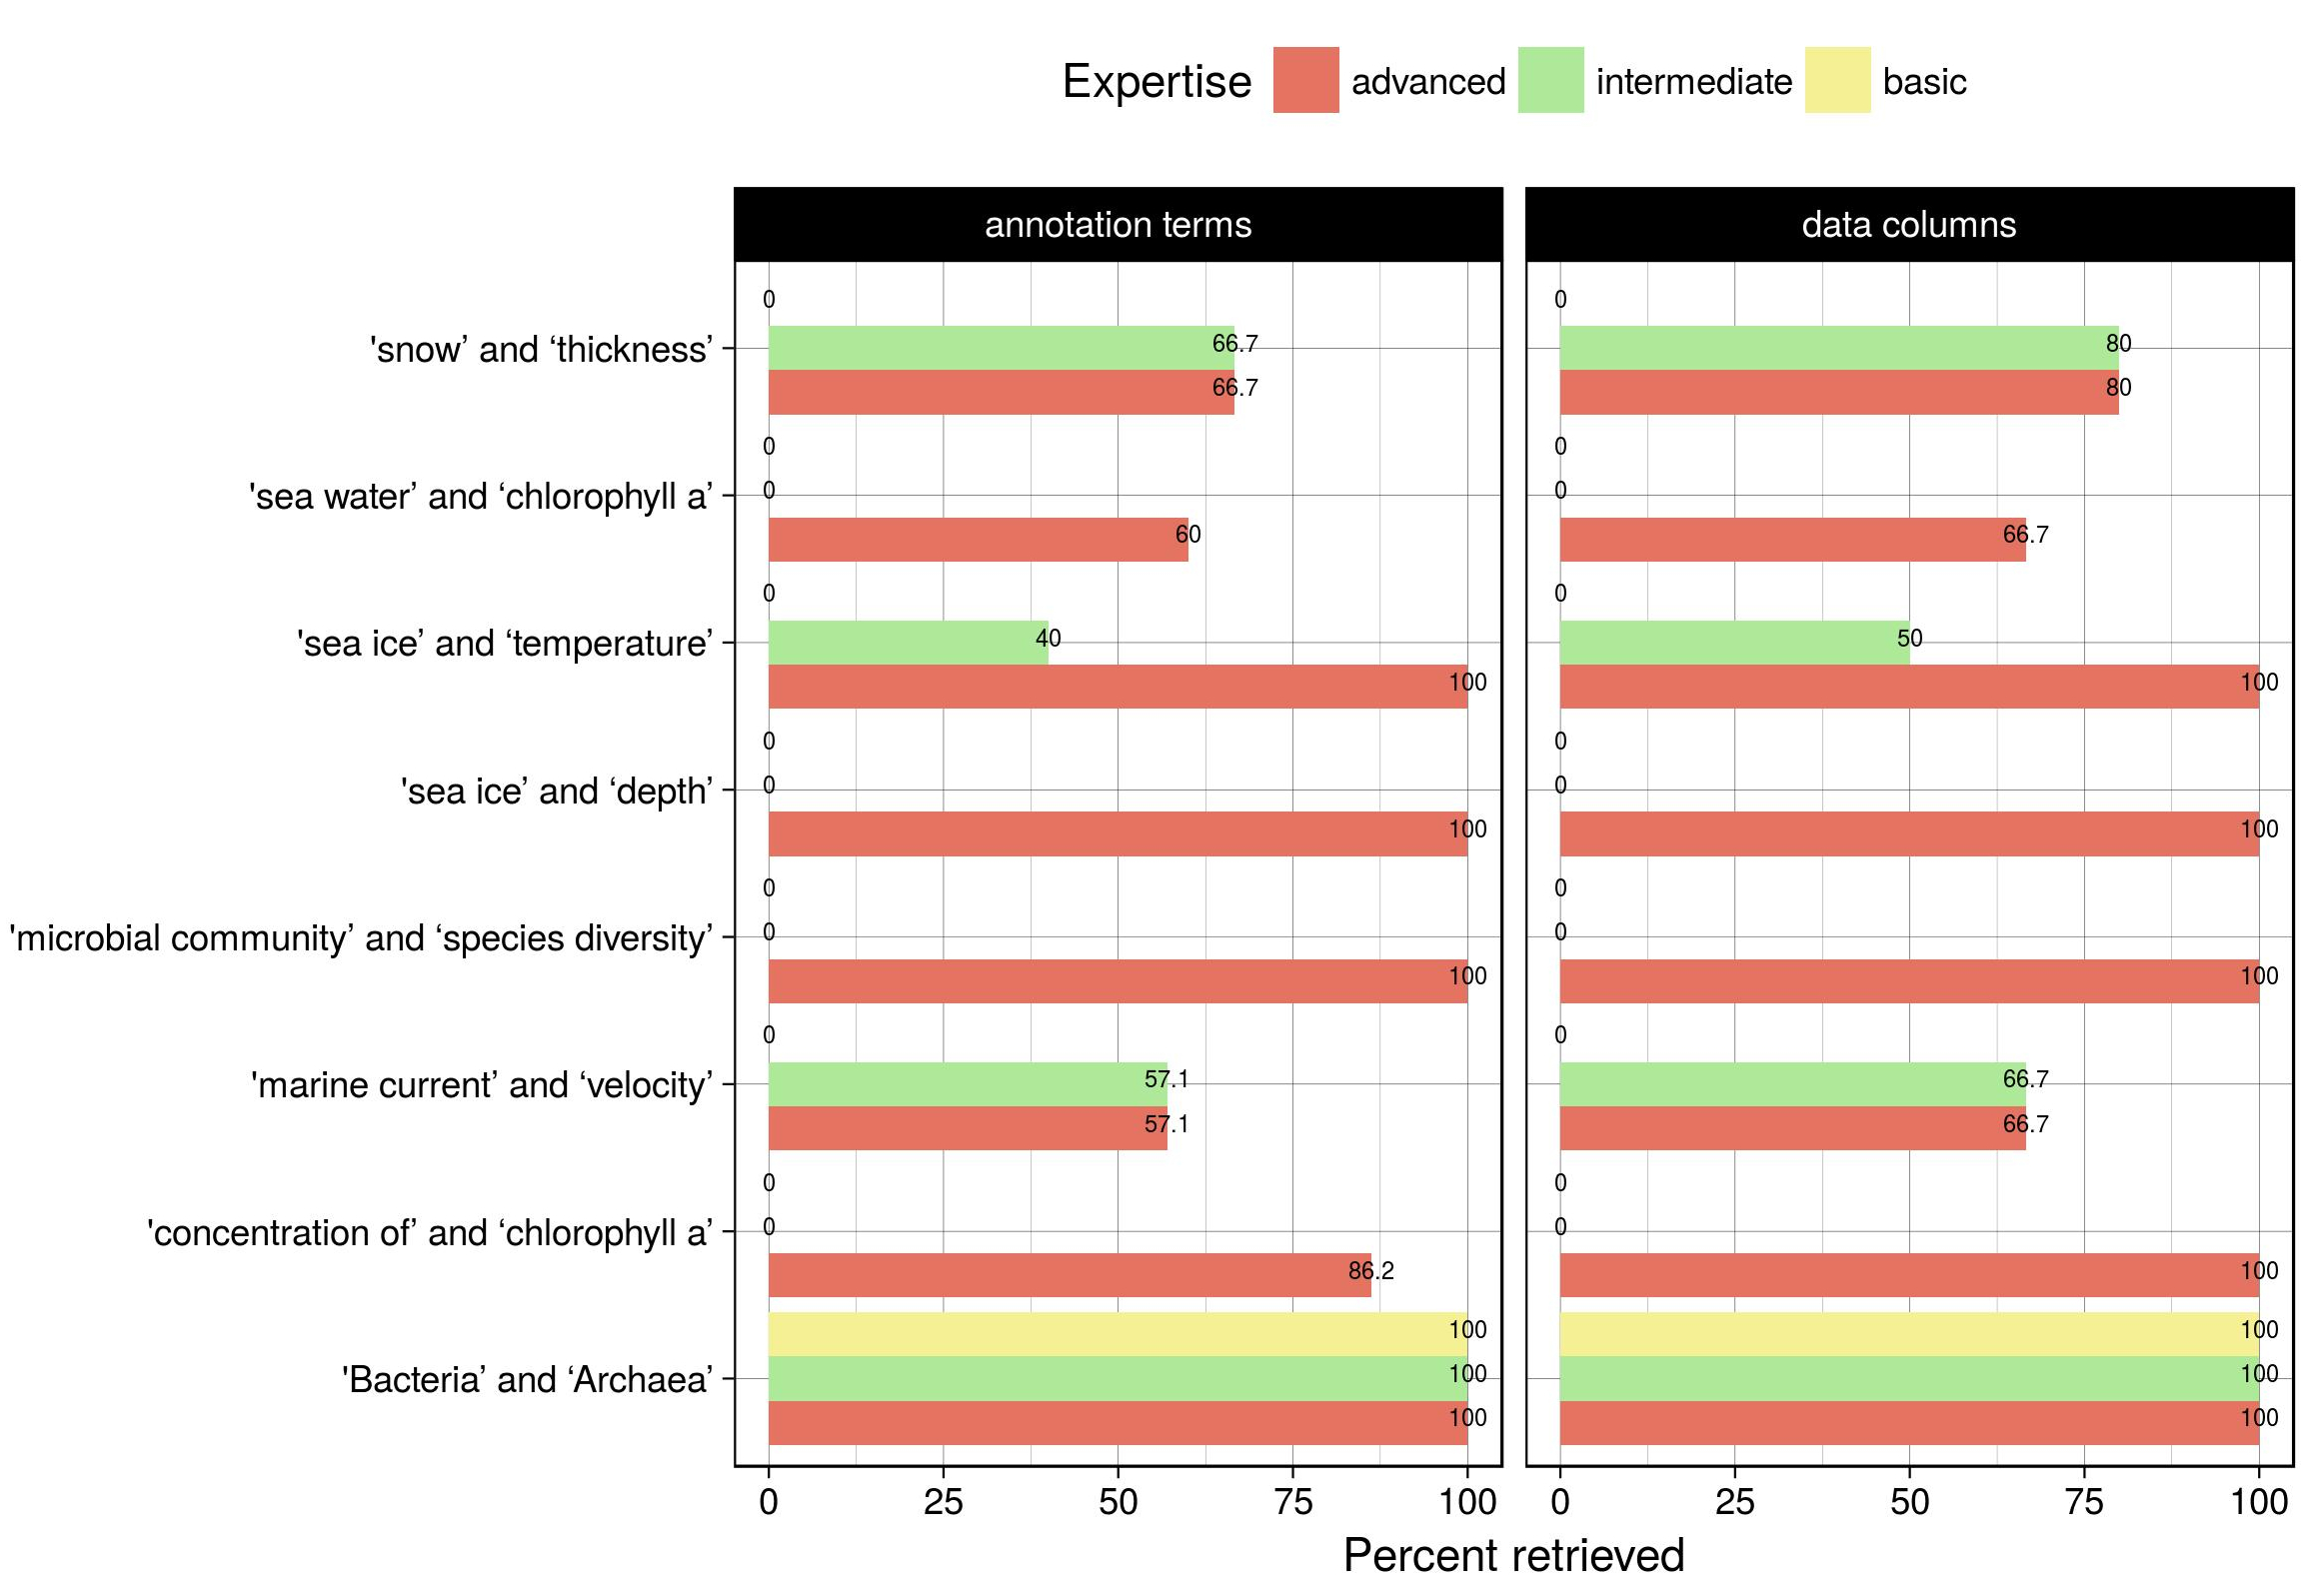 Expertise advanced intermediate basic
annotation terms data columns
0 0
'snow’ and ‘thickness’ 66.7 80
66.7 80
0 0
'sea water’ and ‘chlorophyll a’ 0 0
60 66.7
0 0
'sea ice’ and ‘temperature’ 40 50
100 100
0 0
'sea ice’ and ‘depth’ 0 0
100 100
0 0
'microbial community’ and ‘species diversity’ 0 0
100 100
0 0
'marine current’ and ‘velocity’ 57.1 66.7
57.1 66.7
0 0
'concentration of’ and ‘chlorophyll a’ 0 0
86.2 100
100 100
'Bacteria’ and ‘Archaea’ 100 100
100 100
0 25 50 75 100 0 25 50 75 100
Percent retrieved